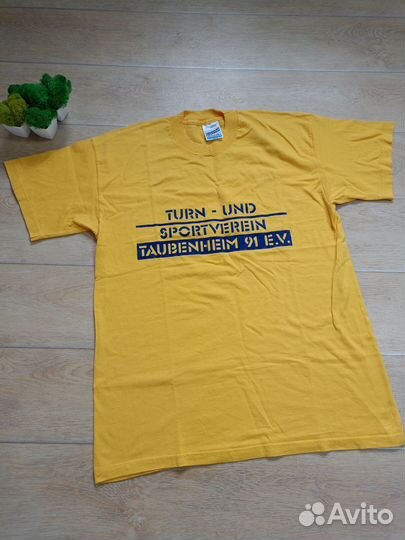 TURN - UND
SPORTVEREIN
TAUBENHEIM 91 E.V.
Avito